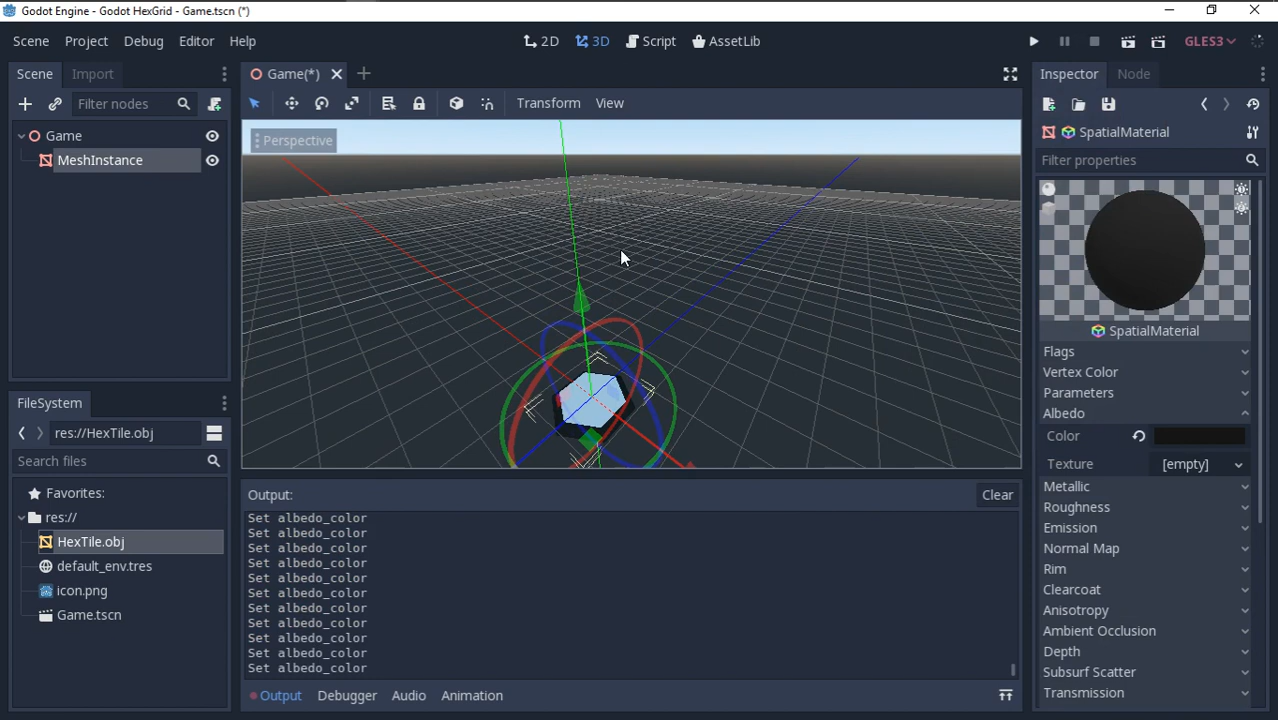 Godot Engine - Godot HexGrid - Game.tscn (*)
Scene Project Debug Editor Help
2D 3D Script AssetLib
GLES3
Scene Import
Filter nodes
Game
MeshInstance
FileSystem
res://HexTile.obj
Search files
Favorites:
res://
HexTile.obj
default_env.tres
icon.png
Game.tscn
Game(*)
Transform View
Perspective
Output:
Clear
Set albedo_color
Set albedo_color
Set albedo_color
Set albedo_color
Set albedo_color
Set albedo_color
Set albedo_color
Set albedo_color
Set albedo_color
Set albedo_color
Set albedo_color
Output Debugger Audio Animation
Inspector Node
SpatialMaterial
Filter properties
SpatialMaterial
Flags
Vertex Color
Parameters
Albedo
Color
Texture [empty]
Metallic
Roughness
Emission
Normal Map
Rim
Clearcoat
Anisotropy
Ambient Occlusion
Depth
Subsurf Scatter
Transmission